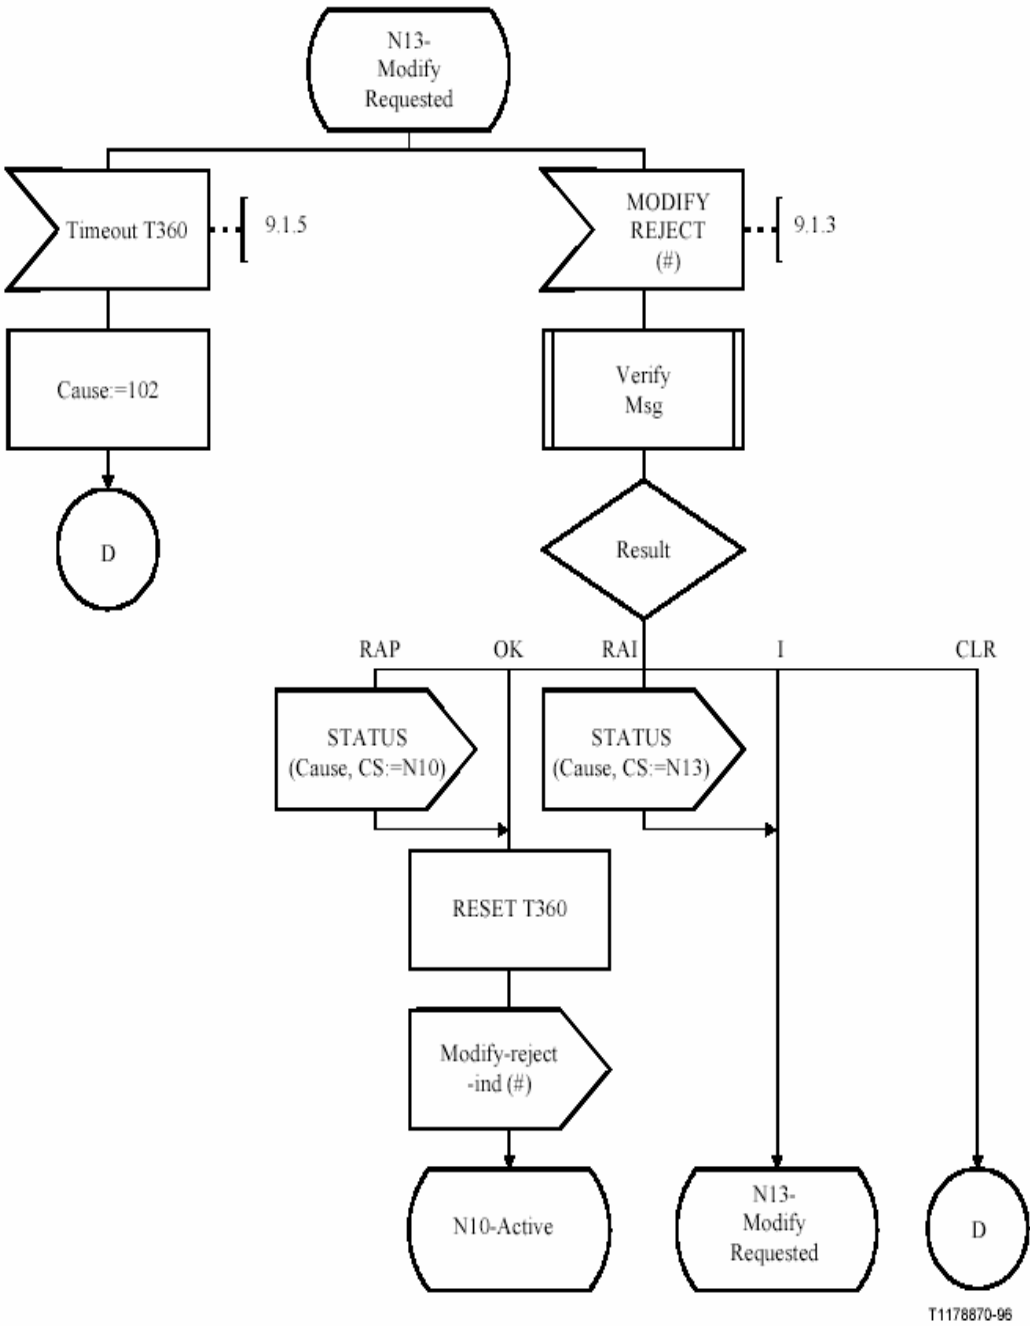 N13-
Modify
Requested
Timeout T360
9.1.5
MODIFY
REJECT
(#)
9.1.3
Cause:=102
Verify
Msg
D
Result
RAP
OK
RAI
I
CLR
STATUS
(Cause, CS:=N10)
STATUS
(Cause, CS:=N13)
RESET T360
Modify-reject
-ind (#)
N10-Active
N13-
Modify
Requested
D
T1178870-96